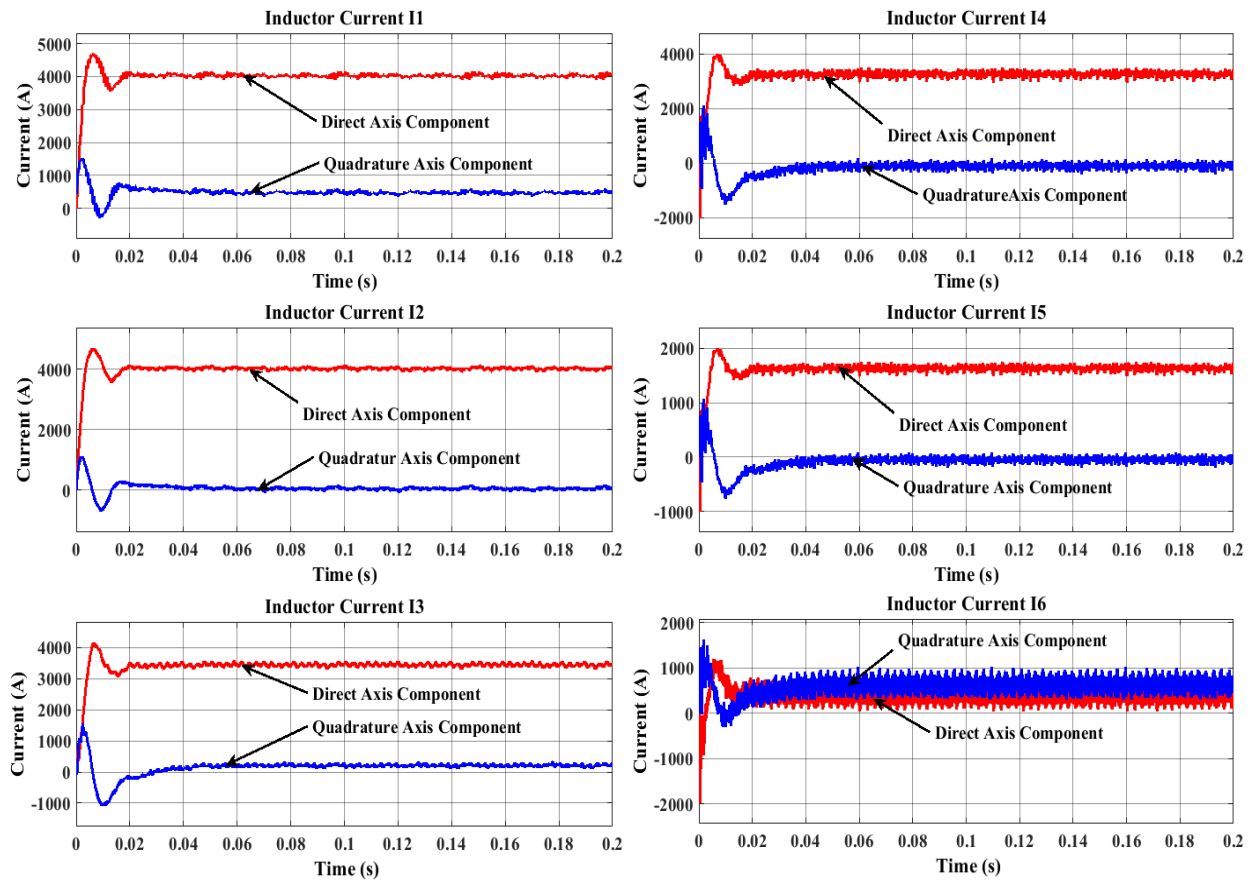 Inductor Current I1
5000
4000
3000
2000
1000
0
Current (A)
Direct Axis Component
Quadrature Axis Component
0 0.02 0.04 0.06 0.08 0.1 0.12 0.14 0.16 0.18 0.2
Time (s)
Inductor Current I4
4000
2000
0
-2000
Current (A)
Direct Axis Component
QuadratureAxis Component
0 0.02 0.04 0.06 0.08 0.1 0.12 0.14 0.16 0.18 0.2
Time (s)
Inductor Current I2
4000
2000
0
Current (A)
Direct Axis Component
Quadratur Axis Component
0 0.02 0.04 0.06 0.08 0.1 0.12 0.14 0.16 0.18 0.2
Time (s)
Inductor Current I5
2000
1000
0
-1000
Current (A)
Direct Axis Component
Quadrature Axis Component
0 0.02 0.04 0.06 0.08 0.1 0.12 0.14 0.16 0.18 0.2
Time (s)
Inductor Current I3
4000
3000
2000
1000
0
-1000
Current (A)
Direct Axis Component
Quadrature Axis Component
0 0.02 0.04 0.06 0.08 0.1 0.12 0.14 0.16 0.18 0.2
Time (s)
Inductor Current I6
2000
1000
0
-1000
2000
Current (A)
Quadrature Axis Component
Direct Axis Component
0 0.02 0.04 0.06 0.08 0.1 0.12 0.14 0.16 0.18 0.2
Time (s)